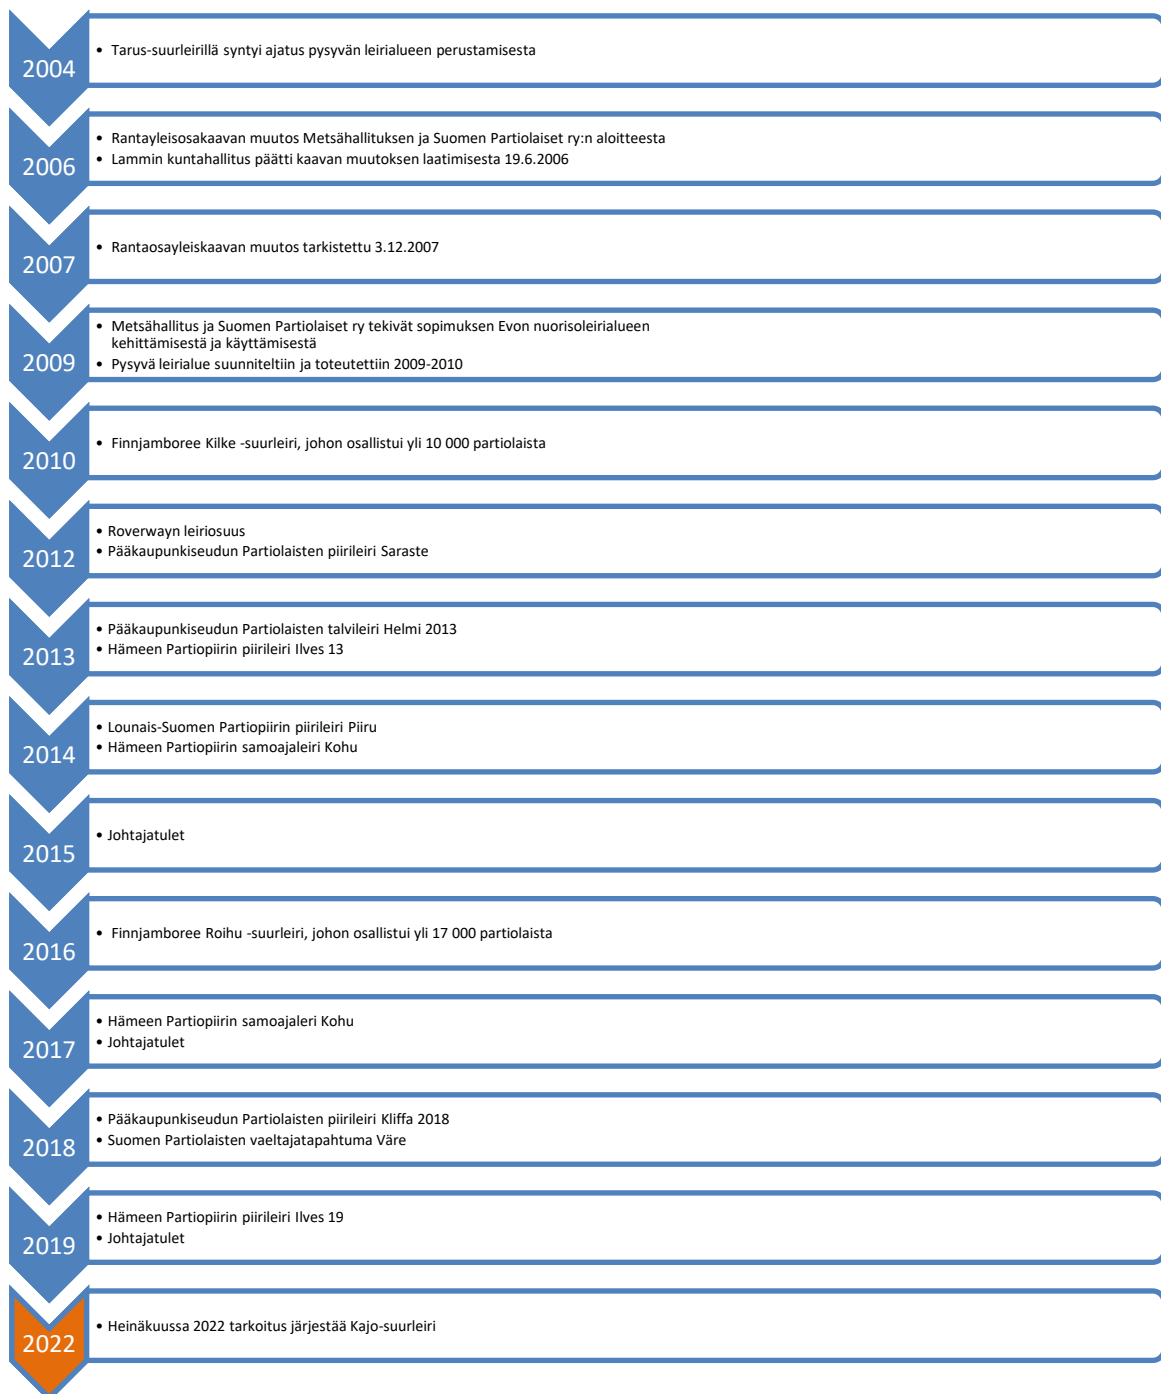 2004
• Tarus-suurleirillä syntyi ajatus pysyvän leirialueen perustamisesta
2006
• Rantayleisosakaavan muutos Metsähallituksen ja Suomen Partiolaiset ry:n aloitteesta
• Lammin kuntahallitus päätti kaavan muutoksen laatimisesta 19.6.2006
2007
• Rantaosayleiskaavan muutos tarkistettu 3.12.2007
2009
• Metsähallitus ja Suomen Partiolaiset ry tekivät sopimuksen Evon nuorisoleirialueen
kehittämisestä ja käyttämisestä
• Pysyvä leirialue suunniteltiin ja toteutettiin 2009-2010
2010
• Finnjamboree Kilke -suurleiri, johon osallistui yli 10 000 partiolaista
2012
• Roverwayn leiriosuus
• Pääkaupunkiseudun Partiolaisten piirileiri Saraste
2013
• Pääkaupunkiseudun Partiolaisten talvileiri Helmi 2013
• Hämeen Partiopiirin piirileiri Ilves 13
2014
• Lounais-Suomen Partiopiirin piirileiri Piiru
• Hämeen Partiopiirin samoajaleiri Kohu
2015
• Johtajatulet
2016
• Finnjamboree Roihu -suurleiri, johon osallistui yli 17 000 partiolaista
2017
• Hämeen Partiopiirin samoajaleri Kohu
• Johtajatulet
2018
• Pääkaupunkiseudun Partiolaisten piirileiri Kliffa 2018
• Suomen Partiolaisten vaeltajatapahtuma Väre
2019
• Hämeen Partiopiirin piirileiri Ilves 19
• Johtajatulet
2022
• Heinäkuussa 2022 tarkoitus järjestää Kajo-suurleiri